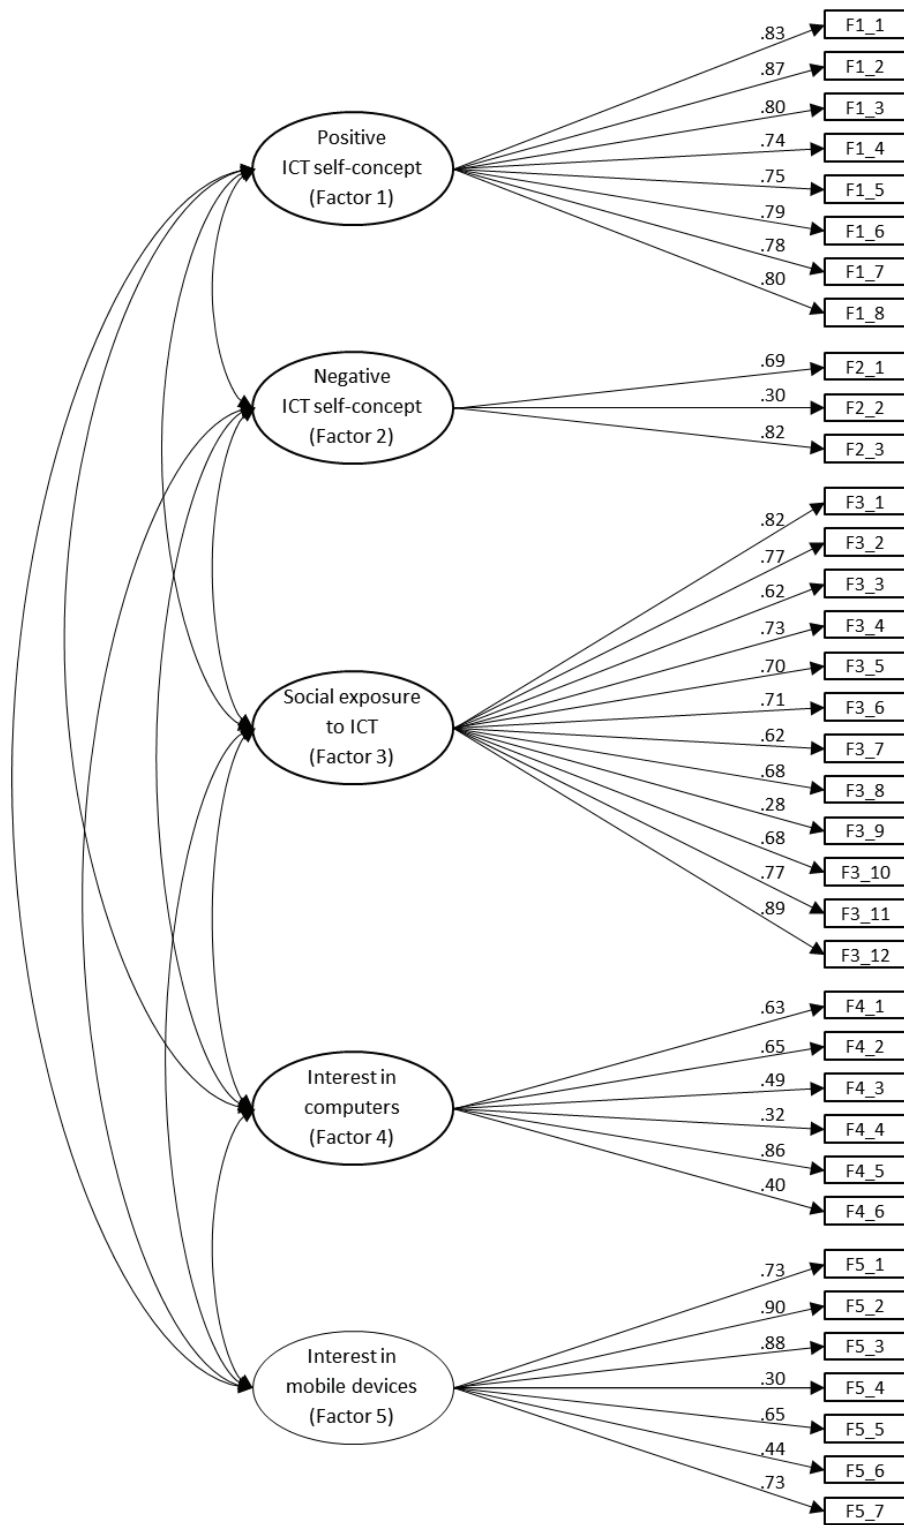 .83
F1_1
.87
F1_2
.80
F1_3
Positive
ICT self-concept
(Factor 1)
.74
F1_4
.75
F1_5
.79
F1_6
.78
F1_7
.80
F1_8
Negative
ICT self-concept
(Factor 2)
.69
F2_1
.30
F2_2
.82
F2_3
.82
F3_1
.77
F3_2
.62
F3_3
.73
F3_4
.70
F3_5
Social exposure
to ICT
(Factor 3)
.71
F3_6
.62
F3_7
.68
F3_8
.28
F3_9
.68
F3_10
.77
F3_11
.89
F3_12
.63
F4_1
.65
F4_2
Interest in
computers
(Factor 4)
.49
F4_3
.32
F4_4
.86
F4_5
.40
F4_6
.73
F5_1
.90
F5_2
.88
F5_3
Interest in
mobile devices
(Factor 5)
.30
F5_4
.65
F5_5
.44
F5_6
.73
F5_7